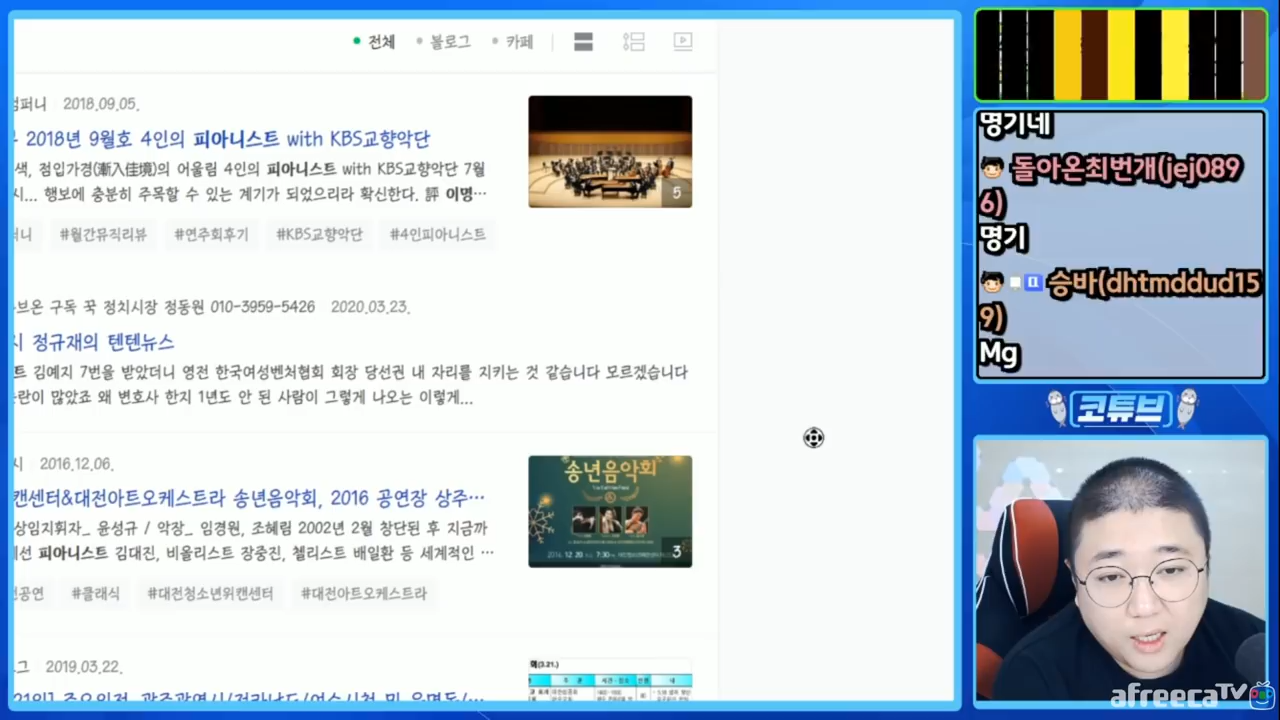 전체
블로그
카페
컴퍼니 2018.09.05.
2018년 9월호 4인의 피아니스트 with KBS교향악단
색, 점입가경(漸入佳境)의 어울림 4인의 피아니스트 with KBS교향악단 7월
시... 행보에 충분히 주목할 수 있는 계기가 되었으리라 확신한다. 評 이명…
5
#월간뮤직리뷰 #연주회후기 #KBS교향악단 #4인피아니스트
브온 구독 꾹 정치시장 정동원 010-3959-5426 2020.03.23.
시 정규재의 텐텐뉴스
트 김예지 7번을 받았더니 영전 한국여성벤처협회 회장 당선권 내 자리를 지키는 것 같습니다 모르겠습니다
란이 많았죠 왜 변호사 한지 1년도 안 된 사람이 그렇게 나오는 이렇게...
시 2016.12.06.
캔센터&대전아트오케스트라 송년음악회, 2016 공연장 상주…
상임지휘자_ 윤성규 / 악장_ 임경원, 조혜림 2002년 2월 창단된 후 지금까
에선 피아니스트 김대진, 비올리스트 장중진, 첼리스트 배일환 등 세계적인 …
송년음악회
3
공연 #클래식 #대전청소년위캔센터 #대전아트오케스트라
그 2019.03.22.
명기네
돌아온최번개(jej089
6)
명기
승바(dhtmddud15
9)
Mg
코튜브
afreecaTV